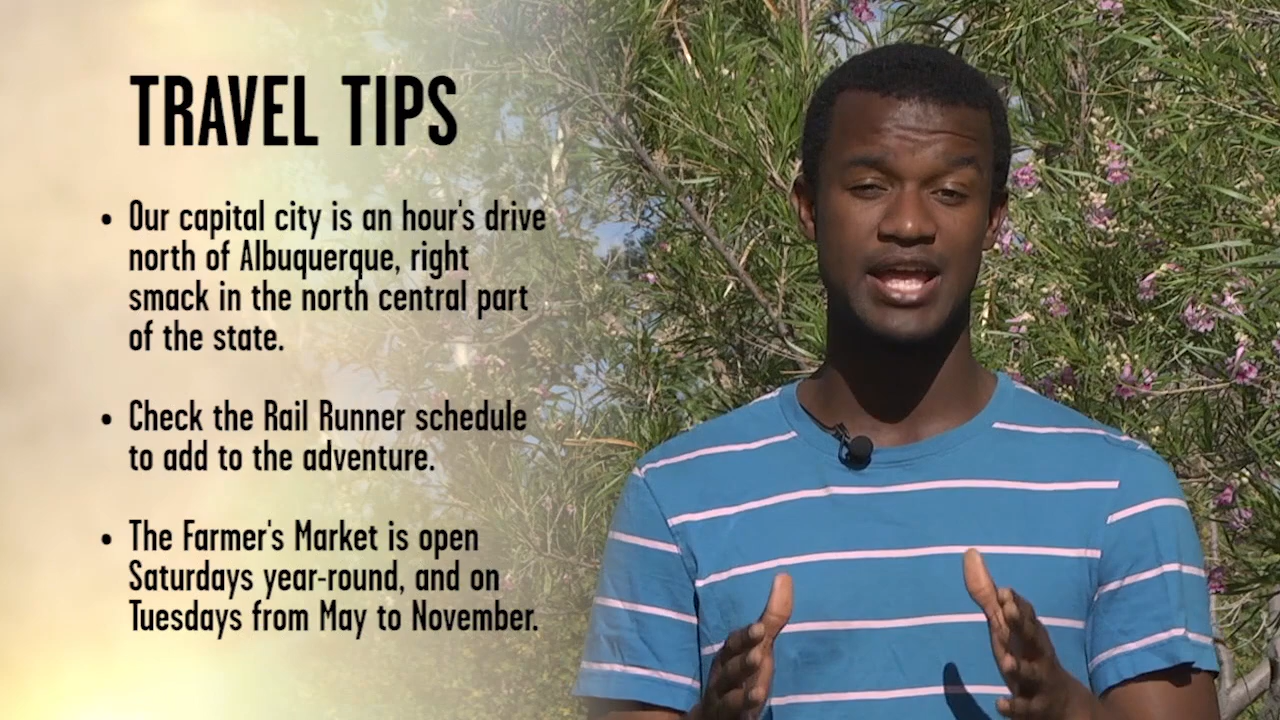 TRAVEL TIPS
• Our capital city is an hour's drive
north of Albuquerque, right
smack in the north central part
of the state.
• Check the Rail Runner schedule
to add to the adventure.
• The Farmer's Market is open
Saturdays year-round, and on
Tuesdays from May to November.